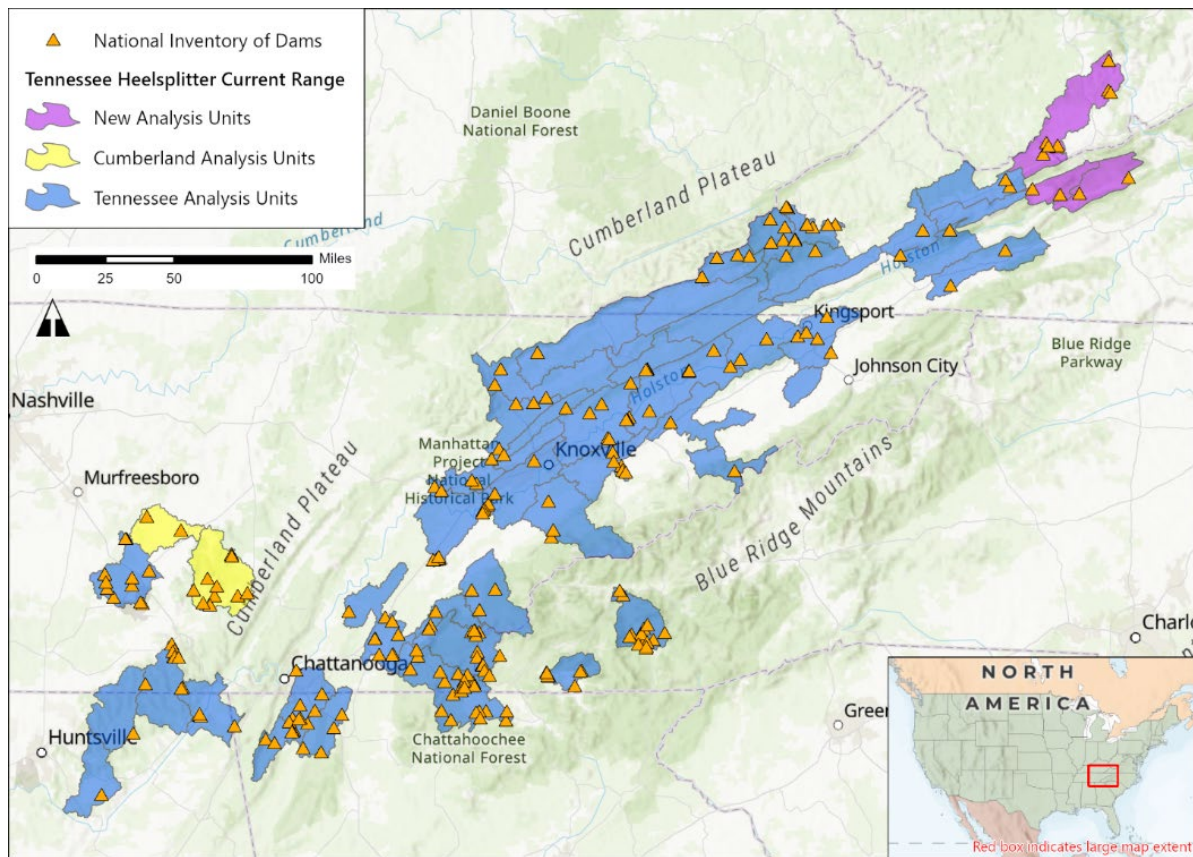 National Inventory of Dams
Tennessee Heelsplitter Current Range
New Analysis Units
Cumberland Analysis Units
Tennessee Analysis Units
0 25 50 100 Miles
Daniel Boone
National Forest
Cumberland Plateau
Cumberland
Holston
Kingsport
Johnson City
Blue Ridge
Parkway
Nashville
Holston
Murfreesboro
Manhattan
Project
National
Historical Park
Knoxville
Cumberland Plateau
Blue Ridge Mountains
Chattanooga
Charlo
Huntsville
Chattahoochee
National Forest
Green
NORTH
AMERICA
Red box indicates large map extent